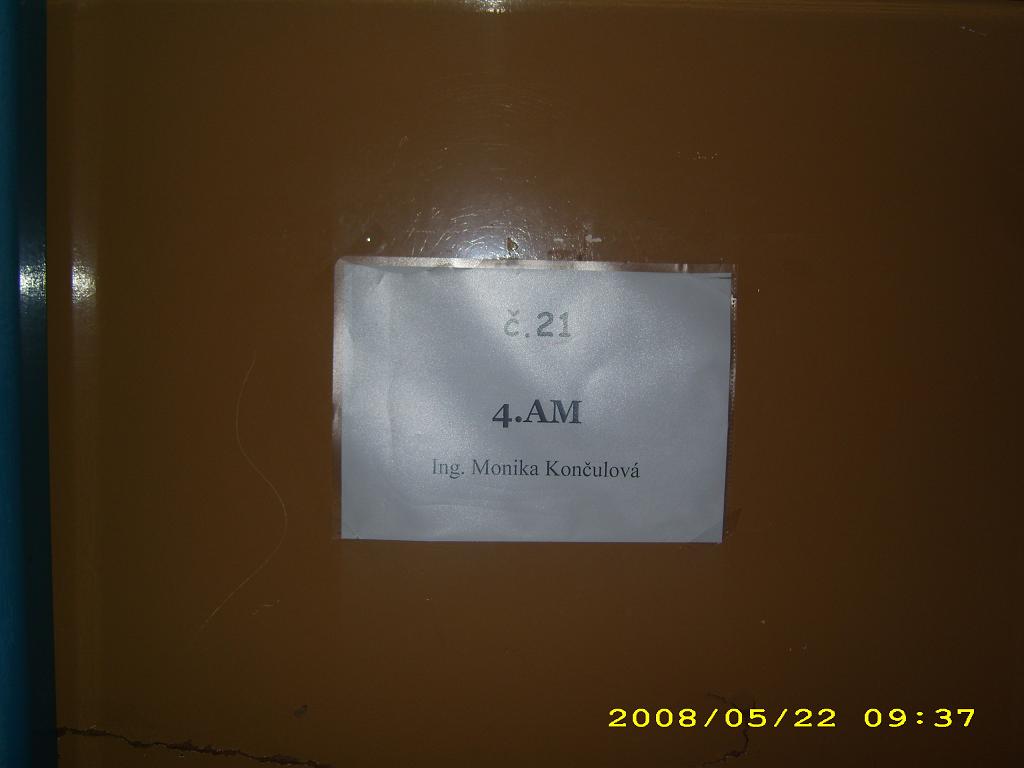 č.21
4.AM
Ing. Monika Končulová
2008/05/22 09:37